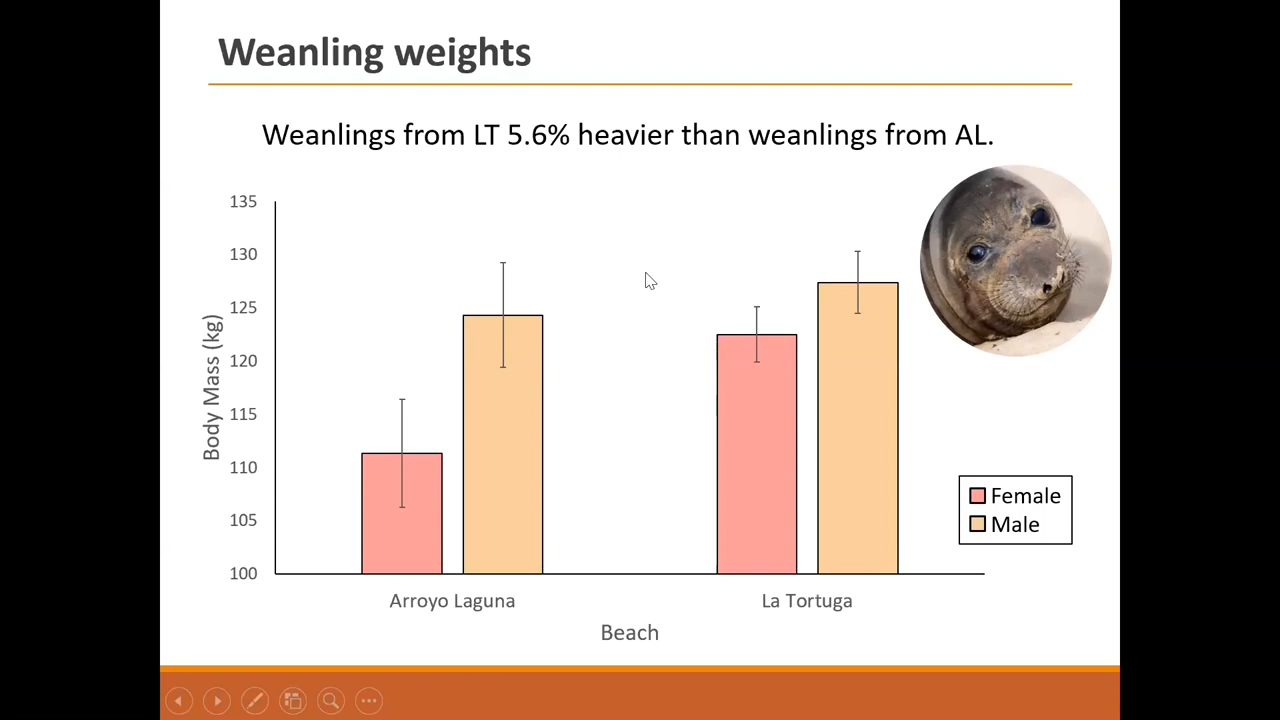 Weanling weights
Weanlings from LT 5.6% heavier than weanlings from AL.
135
130
125
120
115
110
105
100
Body Mass (kg)
Arroyo Laguna
La Tortuga
Beach
Female
Male